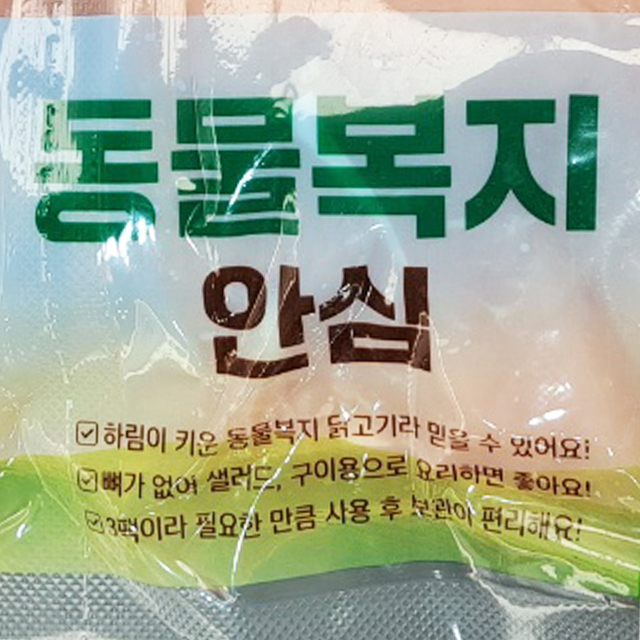 동물복지
안심
하림이 키운 동물복지 닭고기라 믿을 수 있어요!
뼈가 없어 샐러드, 구이용으로 요리하면 좋아요!
3팩이라 필요한 만큼 사용 후 보관이 편리해요!